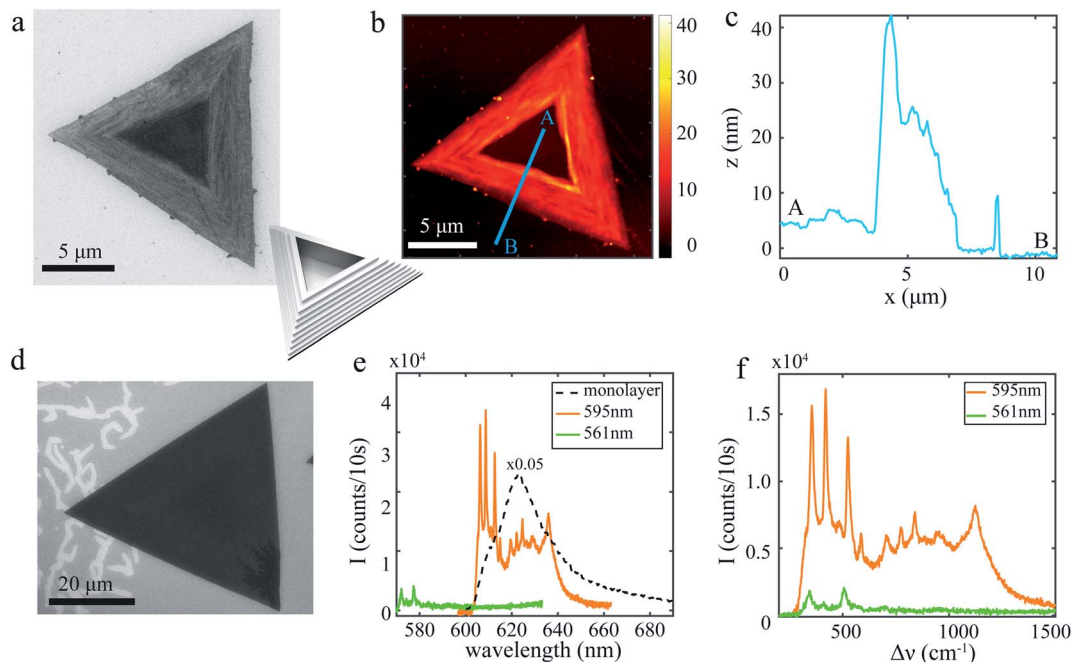 a
5 μm
b
A
B
5 μm
40
30
20
10
0
c
40
30
20
10
0
z (nm)
A
B
0
5
10
x (μm)
d
20 μm
e
x10⁴
4
3
2
1
0
I (counts/10s)
monolayer
595nm
561nm
x0.05
580 600 620 640 660 680
wavelength (nm)
f
x10⁴
1.5
1.0
0.5
0
I (counts/10s)
595nm
561nm
500
1000
1500
Δν (cm⁻¹)